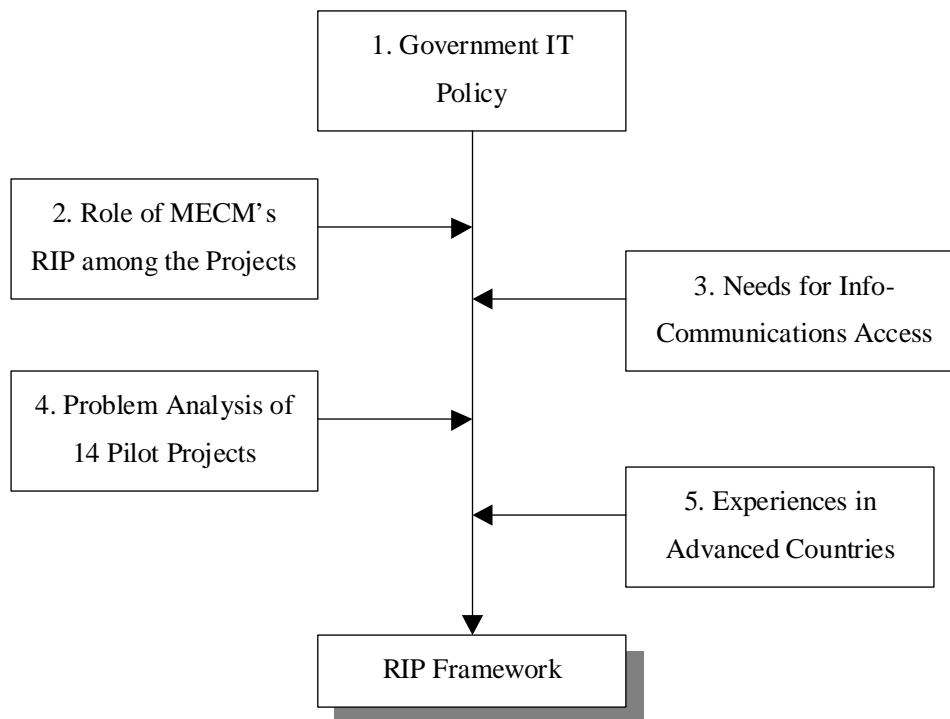 1. Government IT
Policy
2. Role of MECM’s
RIP among the Projects
3. Needs for Info-
Communications Access
4. Problem Analysis of
14 Pilot Projects
5. Experiences in
Advanced Countries
RIP Framework